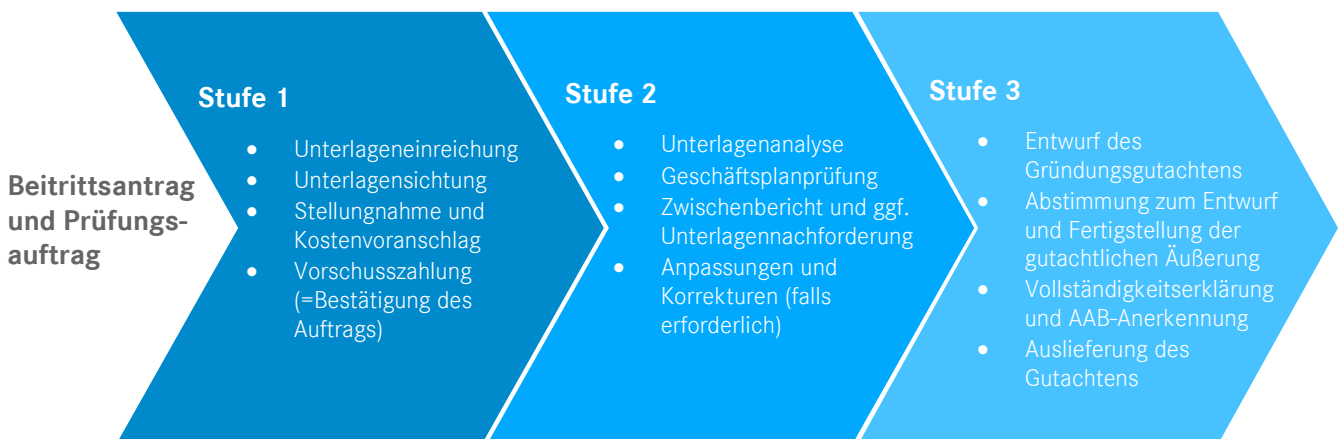 Beitrittsantrag
und Prüfungs-
auftrag
Stufe 1
• Unterlageneinreichung
• Unterlagensichtung
• Stellungnahme und
Kostenvoranschlag
• Vorschusszahlung
(=Bestätigung des
Auftrags)
Stufe 2
• Unterlagenanalyse
• Geschäftsplanprüfung
• Zwischenbericht und ggf.
Unterlagennachforderung
• Anpassungen und
Korrekturen (falls
erforderlich)
Stufe 3
• Entwurf des
Gründungsgutachtens
• Abstimmung zum Entwurf
und Fertigstellung der
gutachtlichen Äußerung
• Vollständigkeitserklärung
und AAB-Anerkennung
• Auslieferung des
Gutachtens